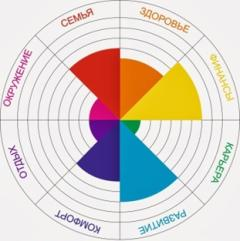 СЕМЬЯ
ЗДОРОВЬЕ
ФИНАНСЫ
КАРЬЕРА
РАЗВИТИЕ
КОМФОРТ
ОТДЫХ
ОКРУЖЕНИЕ